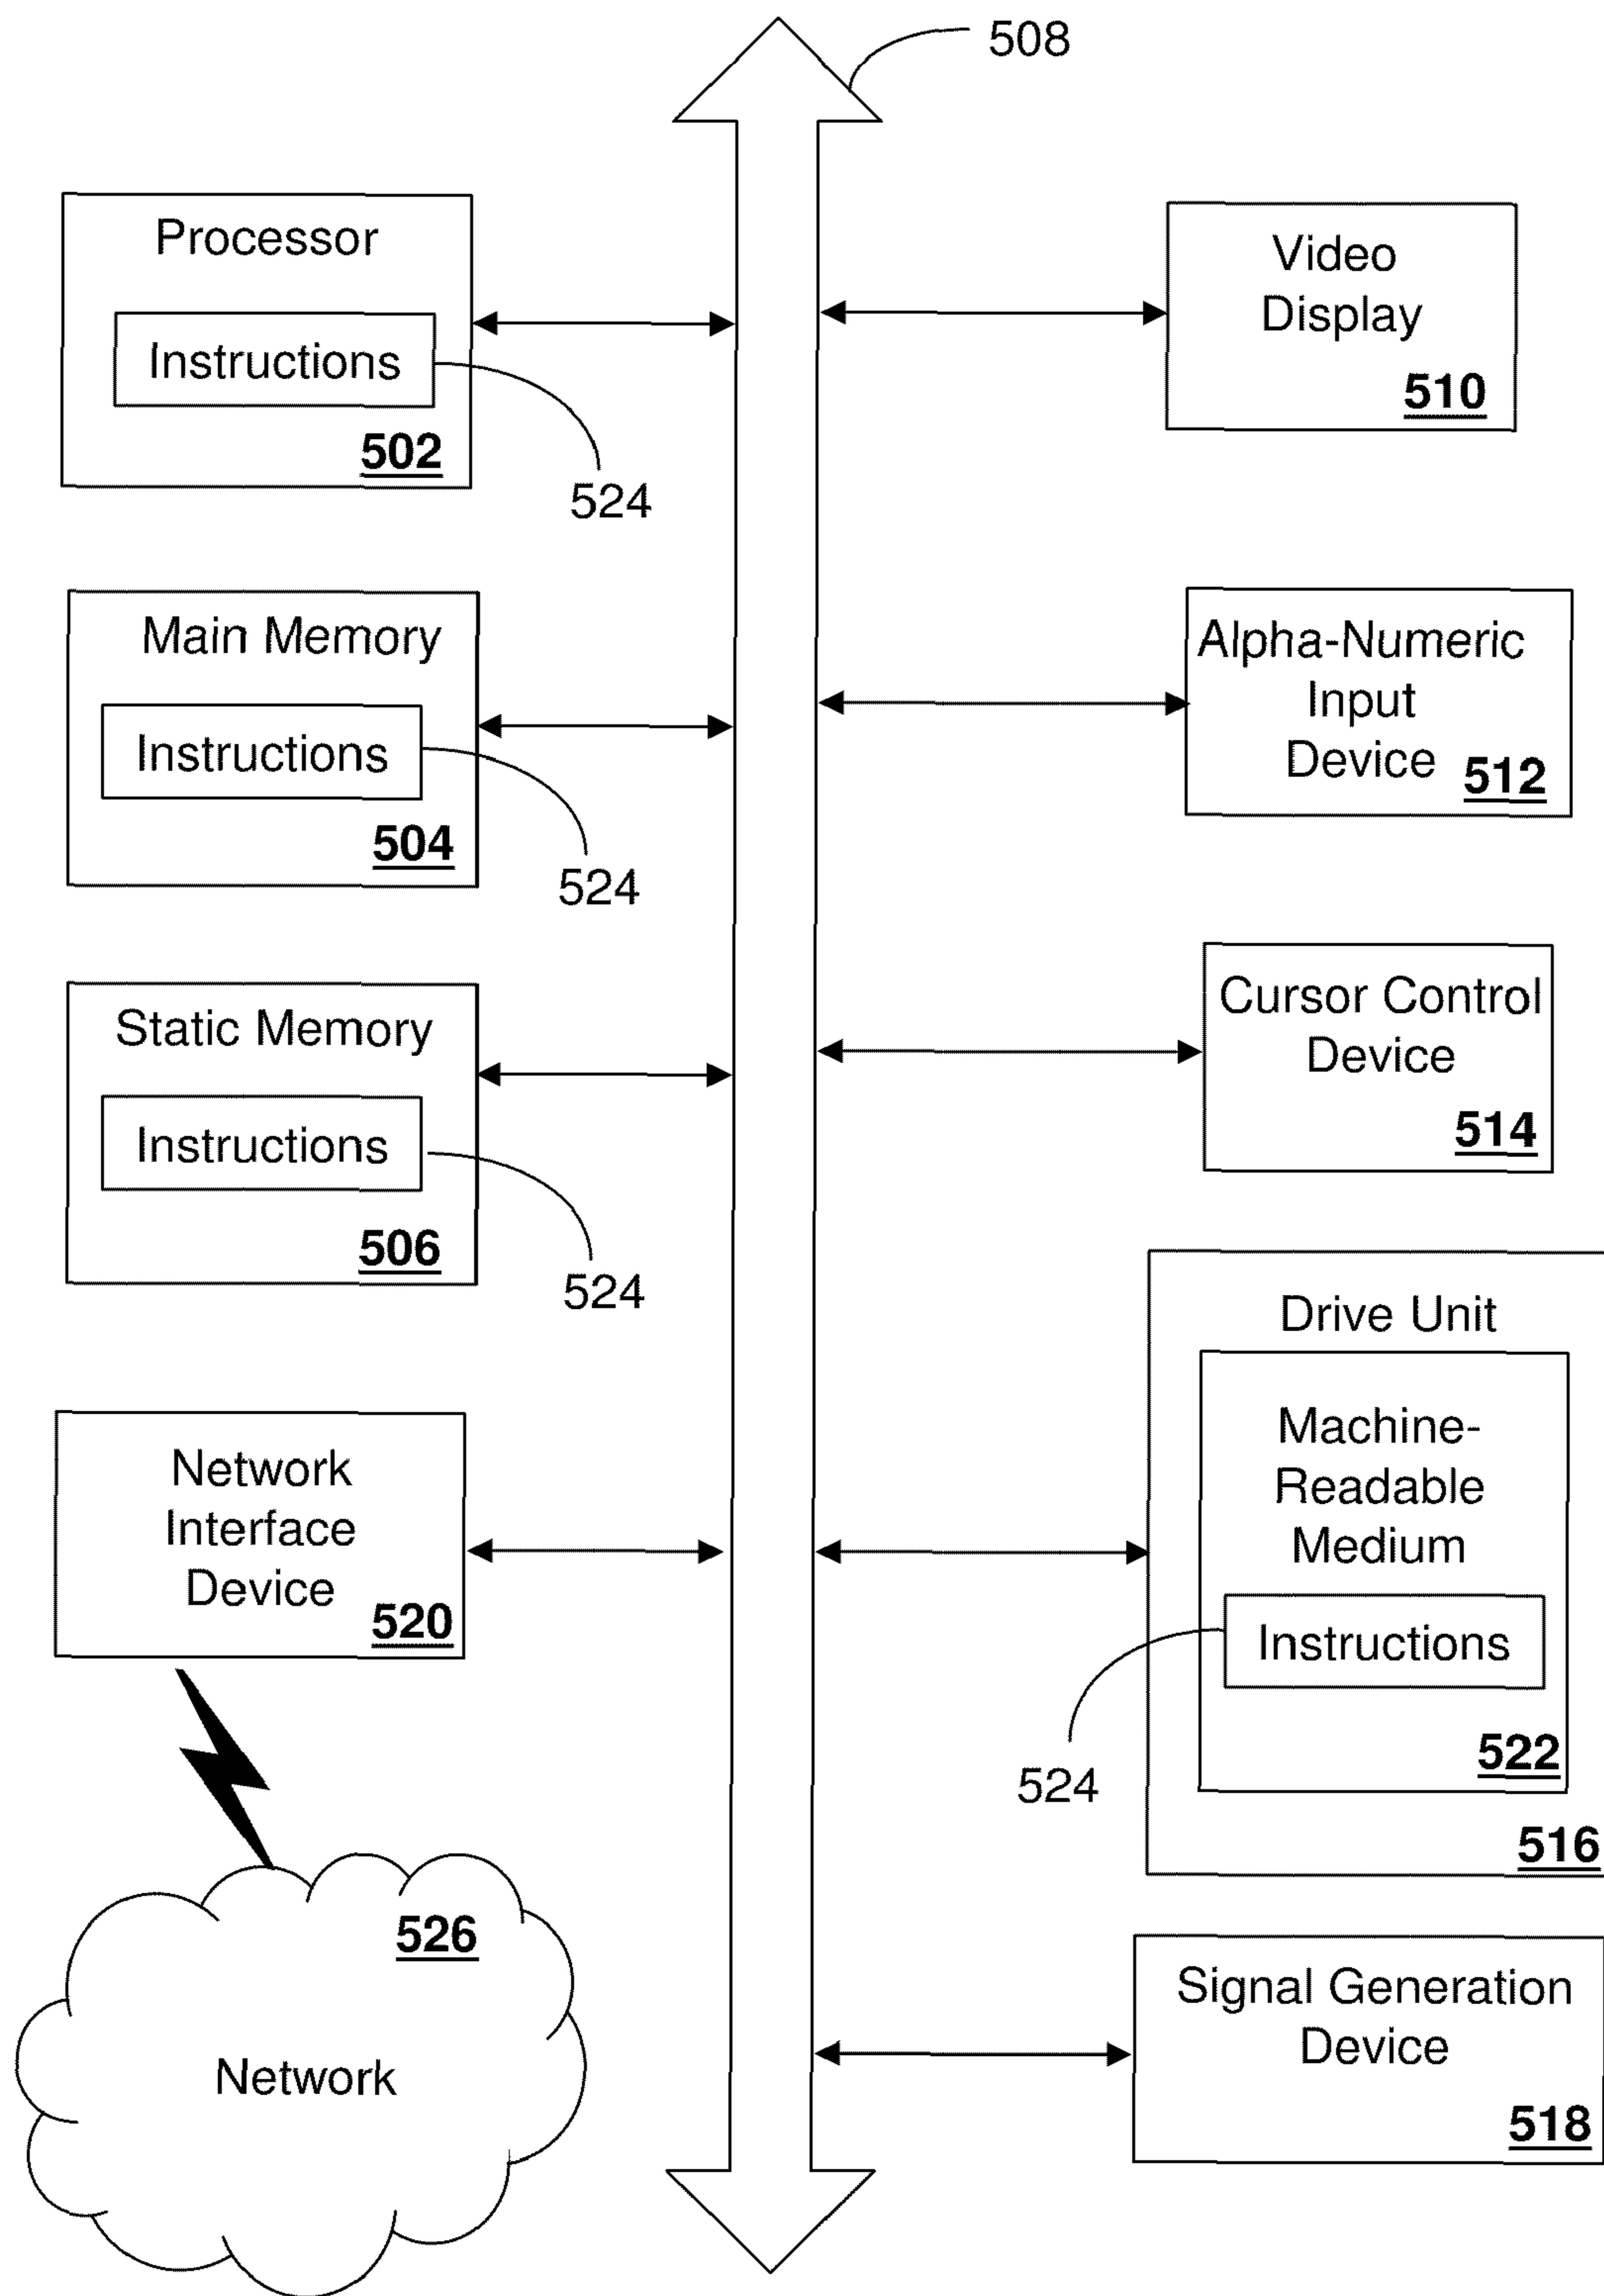 508
Processor
Instructions
502
524
Main Memory
Instructions
504
524
Static Memory
Instructions
506
524
Network
Interface
Device
520
526
Network
Video
Display
510
Alpha-Numeric
Input
Device
512
Cursor Control
Device
514
Drive Unit
Machine-
Readable
Medium
Instructions
522
524
516
Signal Generation
Device
518